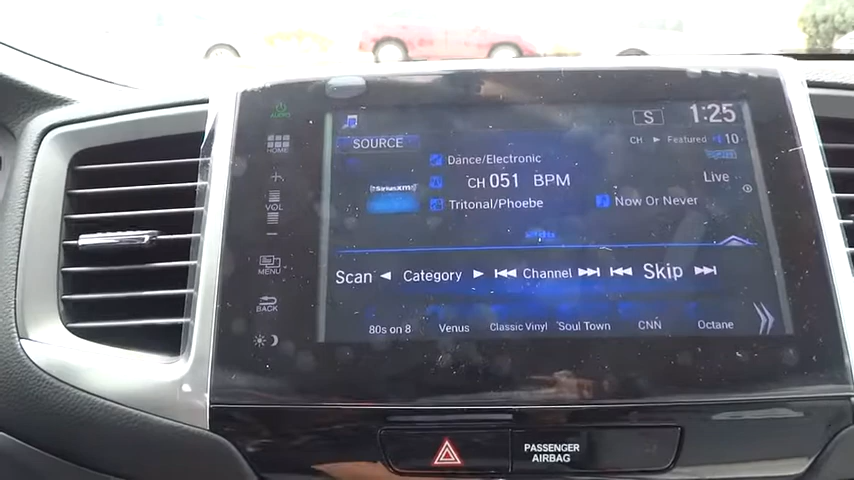 AUDIO
HOME
VOL
MENU
BACK
SOURCE
S
1:25
CH ▶ Featured 1,10
Dance/Electronic
CH 051 BPM
Live
((SiriusXM))
Tritonal/Phoebe
Now Or Never
Scan ◀ Category ▶ Channel Skip
80s on 8 Venus Classic Vinyl Soul Town CNN Octane
PASSENGER
AIRBAG